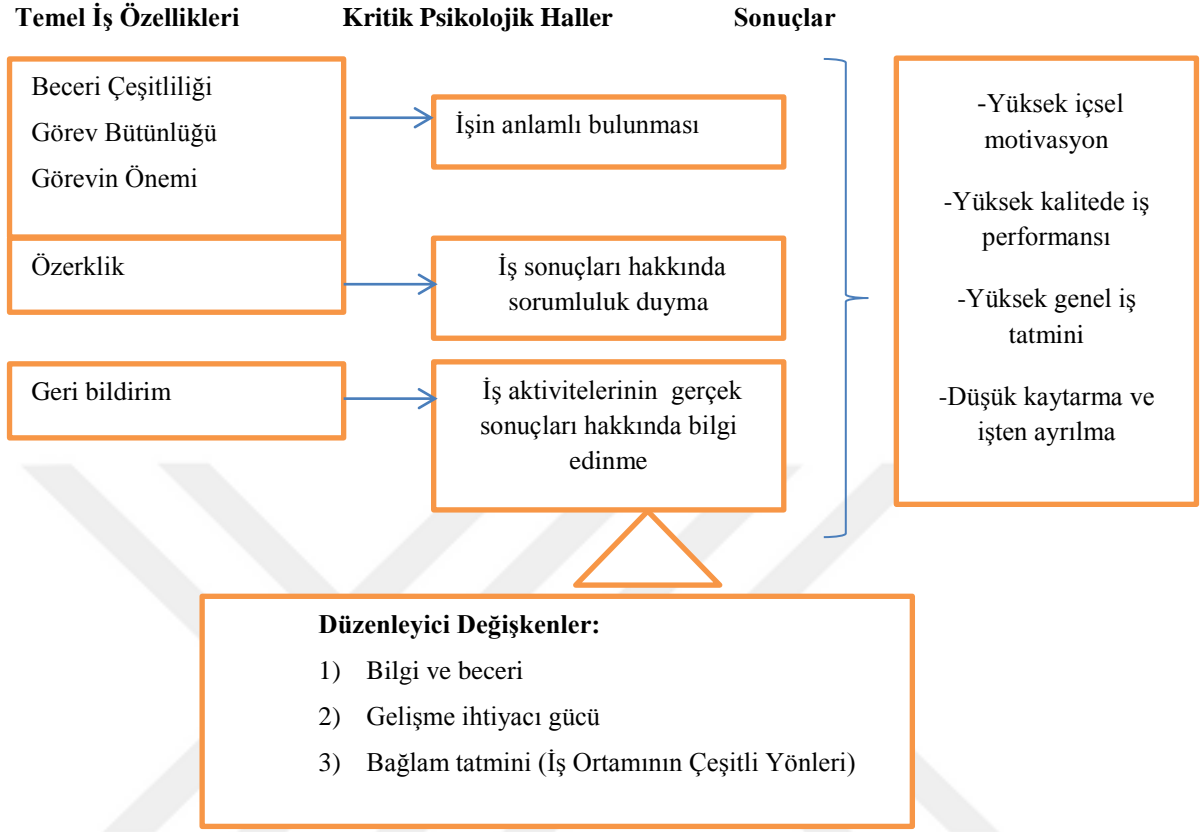 Temel İş Özellikleri Kritik Psikolojik Haller Sonuçlar
Beceri Çeşitliliği
Görev Bütünlüğü
Görevin Önemi
Özerklik
Geri bildirim
İşin anlamlı bulunması
İş sonuçları hakkında
sorumluluk duyma
İş aktivitelerinin gerçek
sonuçları hakkında bilgi
edinme
-Yüksek içsel
motivasyon
-Yüksek kalitede iş
performansı
-Yüksek genel iş
tatmini
-Düşük kaytarma ve
işten ayrılma
Düzenleyici Değişkenler:
1) Bilgi ve beceri
2) Gelişme ihtiyacı gücü
3) Bağlam tatmini (İş Ortamının Çeşitli Yönleri)